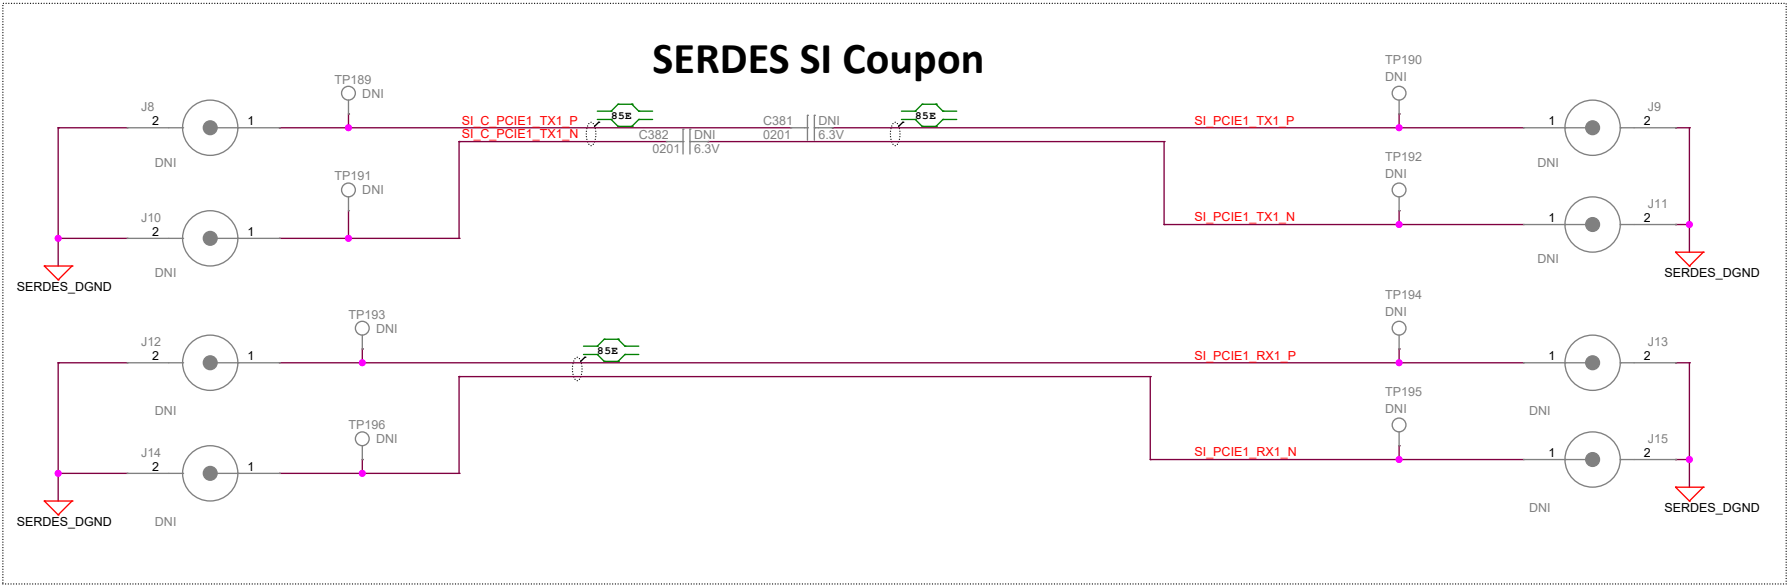 SERDES SI Coupon
TP189
DNI
TP190
DNI
J8
2
1
DNI
SI_C_PCIE1_TX1_P
SI_C_PCIE1_TX1_N
85E
C382
DNI
0201
6.3V
C381
DNI
0201
6.3V
85E
SI_PCIE1_TX1_P
1
J9
2
DNI
TP191
DNI
TP192
DNI
J10
2
1
DNI
SI_PCIE1_TX1_N
1
J11
2
DNI
SERDES_DGND
SERDES_DGND
TP193
DNI
TP194
DNI
J12
2
1
DNI
85E
SI_PCIE1_RX1_P
1
J13
2
DNI
TP196
DNI
TP195
DNI
J14
2
1
DNI
SI_PCIE1_RX1_N
1
J15
2
DNI
SERDES_DGND
SERDES_DGND